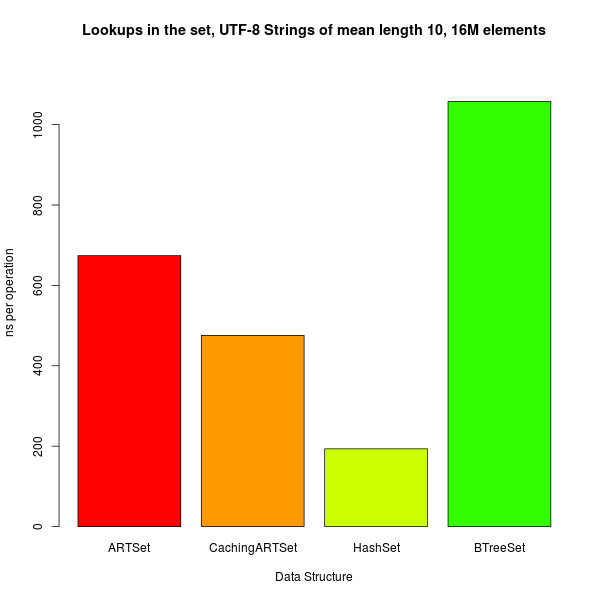 Lookups in the set, UTF-8 Strings of mean length 10, 16M elements
ns per operation
1000
800
600
400
200
0
ARTSet CachingARTSet HashSet BTreeSet
Data Structure